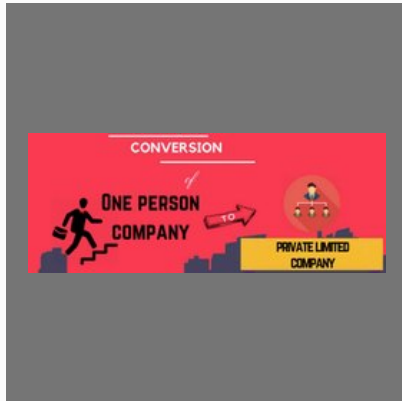 CONVERSION
of
ONE PERSON
COMPANY
TO
PRIVATE LIMITED
COMPANY